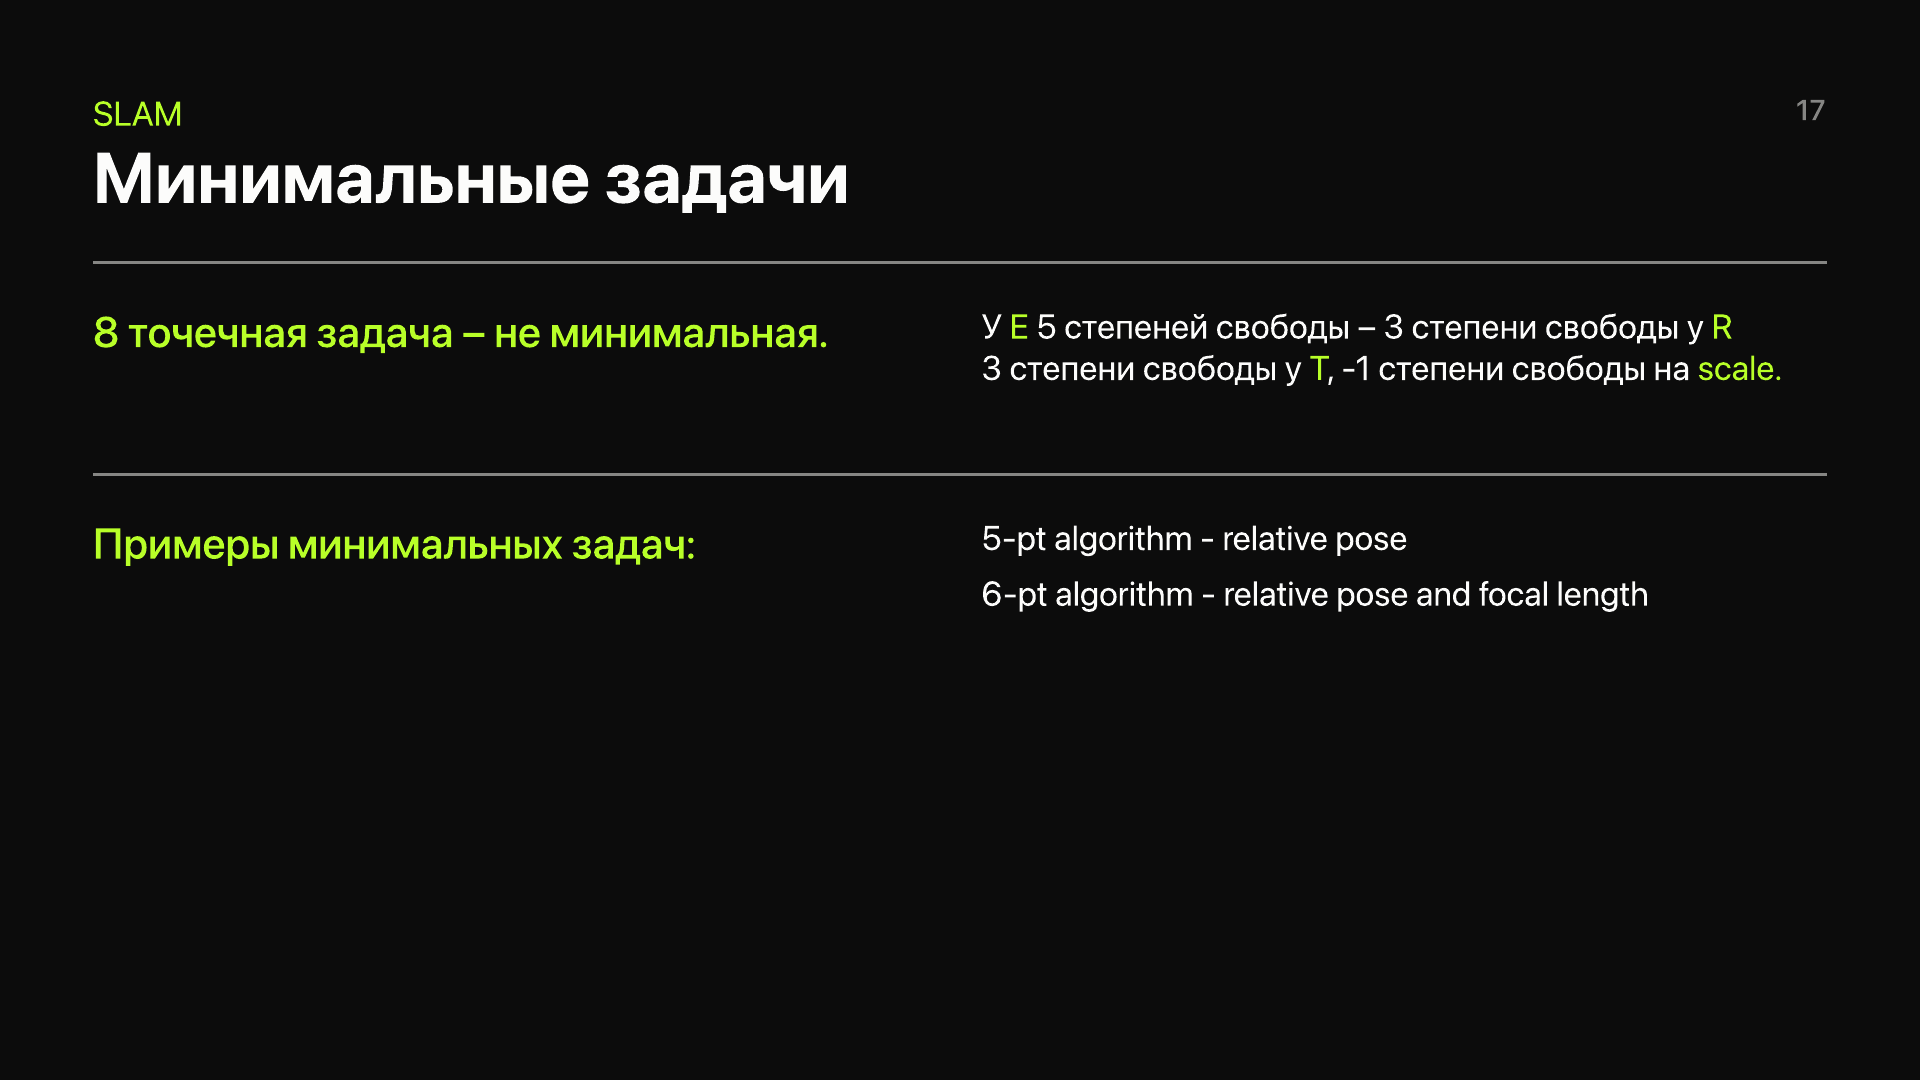 SLAM
17
Минимальные задачи
8 точечная задача – не минимальная.
У E 5 степеней свободы – 3 степени свободы у R
3 степени свободы у T, -1 степени свободы на scale.
Примеры минимальных задач:
5-pt algorithm - relative pose
6-pt algorithm - relative pose and focal length